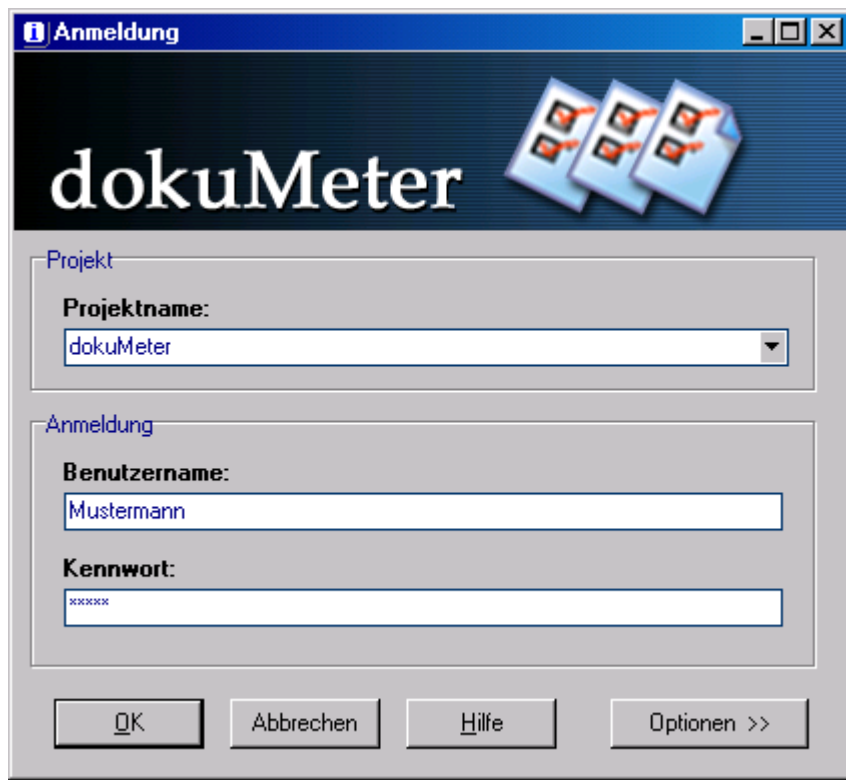 Anmeldung
dokuMeter
Projekt
Projektname:
dokuMeter
Anmeldung
Benutzername:
Mustermann
Kennwort:
*****
OK Abbrechen Hilfe Optionen >>